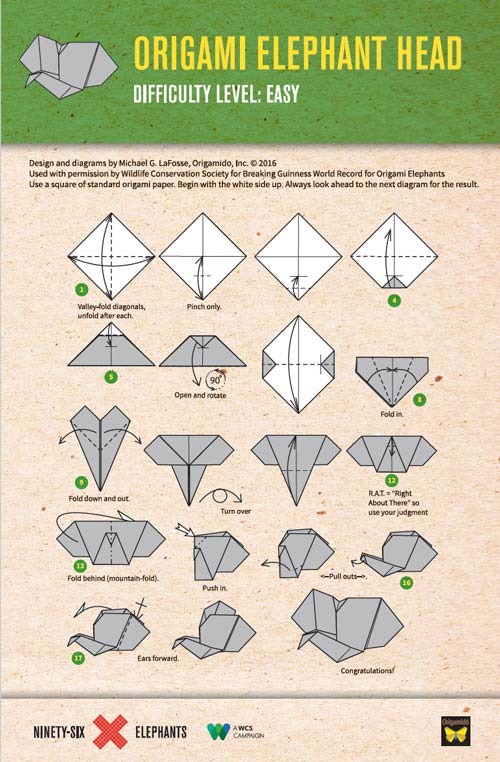 ORIGAMI ELEPHANT HEAD
DIFFICULTY LEVEL: EASY
Design and diagrams by Michael G. LaFosse, Origamido, Inc. © 2016
Used with permission by Wildlife Conservation Society for Breaking Guinness World Record for Origami Elephants
Use a square of standard origami paper. Begin with the white side up. Always look ahead to the next diagram for the result.
1
Valley-fold diagonals,
unfold after each.
Pinch only.
4
5
Open and rotate
90°
8
Fold in.
9
Fold down and out.
Turn over
12
R.A.T. = "Right
About There" so
use your judgment
13
Fold behind (mountain-fold).
Push in.
<—Pull outs—>.
16
17
Ears forward.
Congratulations!
NINETY-SIX ELEPHANTS
A WCS
CAMPAIGN
Origamido